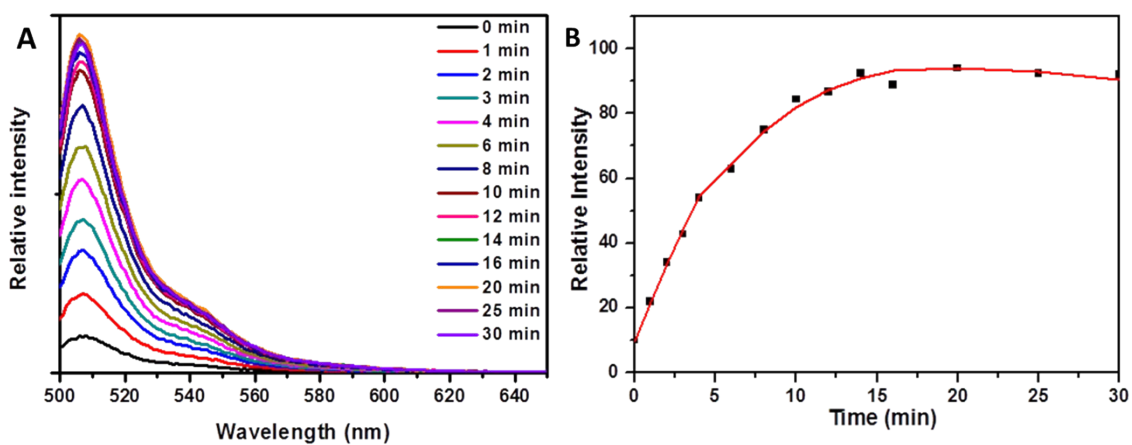 A
Relative intensity
0 min
1 min
2 min
3 min
4 min
6 min
8 min
10 min
12 min
14 min
16 min
20 min
25 min
30 min
500 520 540 560 580 600 620 640
Wavelength (nm)
B
Relative Intensity
100
80
60
40
20
0
0 5 10 15 20 25 30
Time (min)